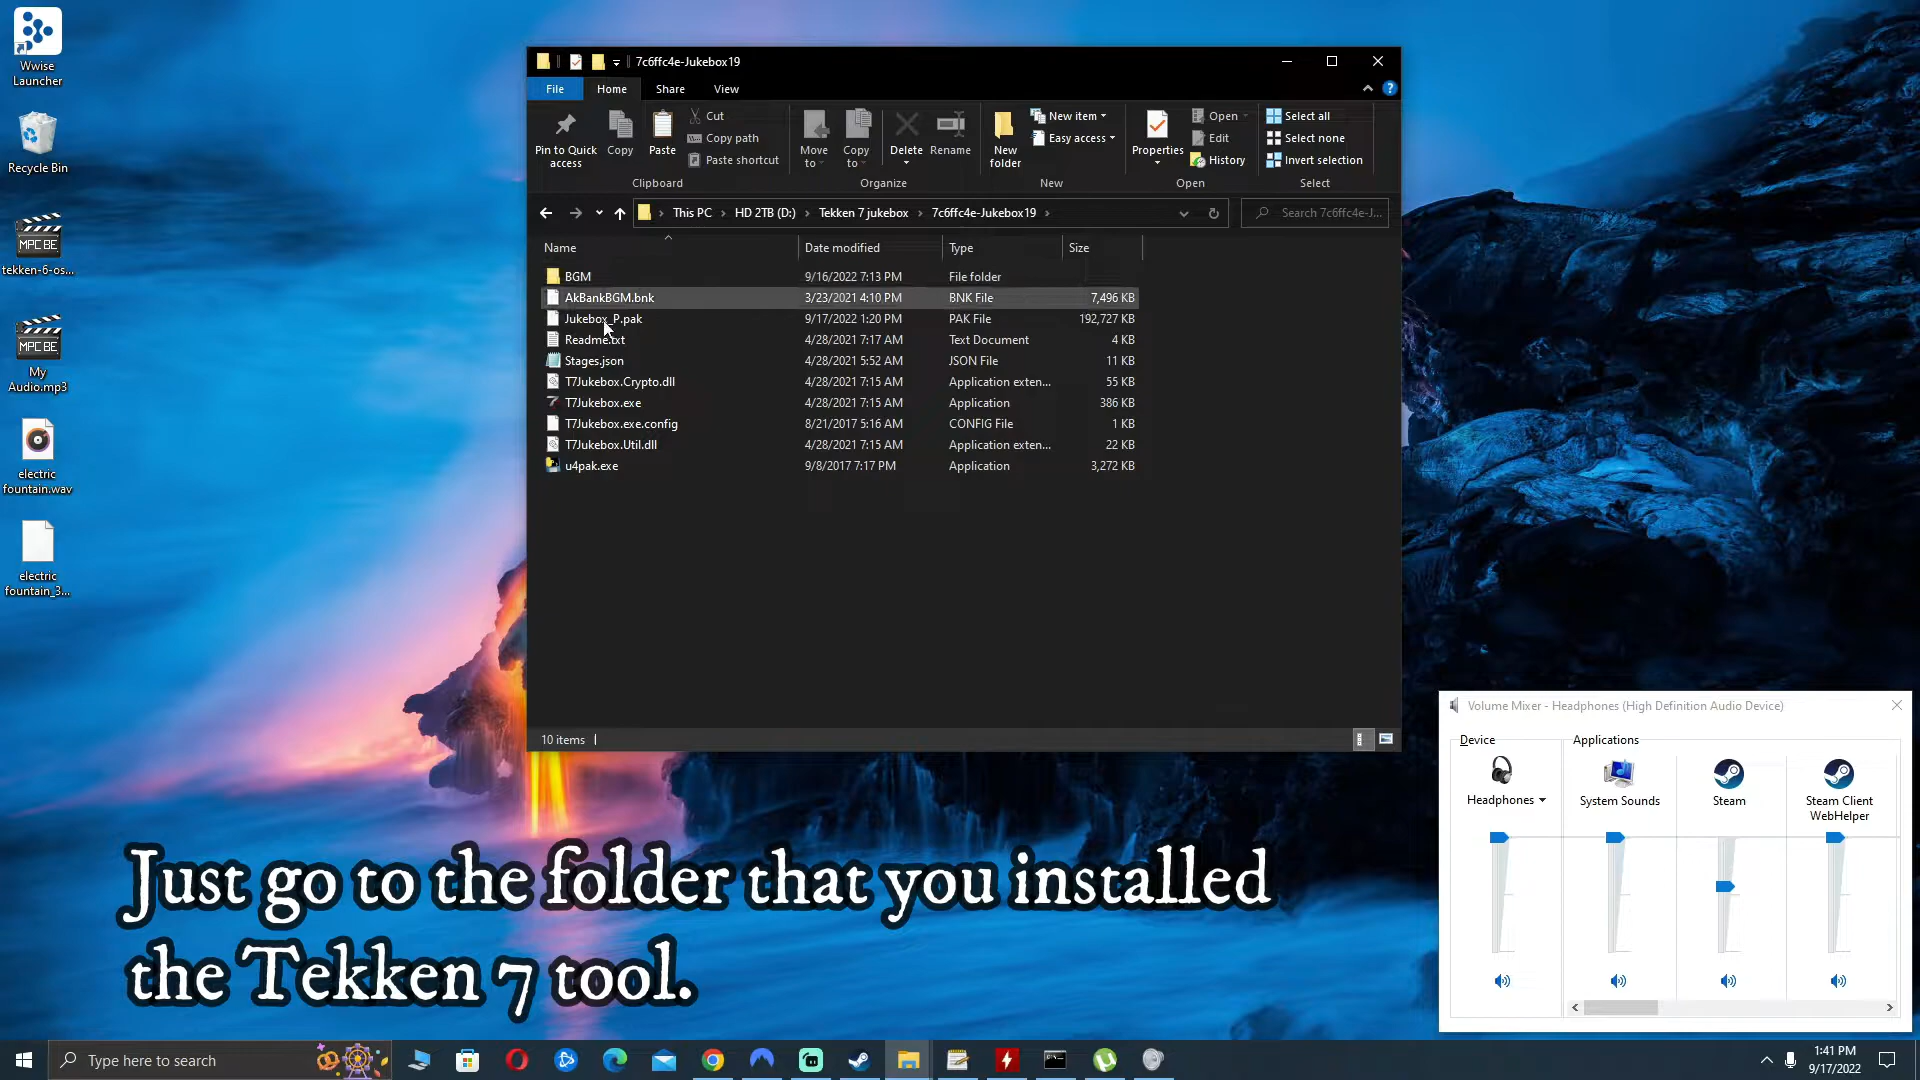 Wwise
Launcher
Recycle Bin
MPC BE
tekken-6-os...
MPC BE
My
Audio.mp3
electric
fountain.wav
electric
fountain_3...
7c6ffc4e-Jukebox19
File
Home
Share
View
Pin to Quick
access
Copy
Paste
Cut
Copy path
Paste shortcut
Clipboard
Move
to
Copy
to
Delete
Rename
Organize
New
folder
New item
Easy access
New
Properties
Open
Edit
History
Open
Select all
Select none
Invert selection
Select
This PC
HD 2TB (D:)
Tekken 7 jukebox
7c6ffc4e-Jukebox19
Search 7c6ffc4e-J...
Name Date modified Type Size
BGM 9/16/2022 7:13 PM File folder
AkBankBGM.bnk 3/23/2021 4:10 PM BNK File 7,496 KB
Jukebox_P.pak 9/17/2022 1:20 PM PAK File 192,727 KB
Readme.txt 4/28/2021 7:17 AM Text Document 4 KB
Stages.json 4/28/2021 5:52 AM JSON File 11 KB
T7Jukebox.Crypto.dll 4/28/2021 7:15 AM Application exten... 55 KB
T7Jukebox.exe 4/28/2021 7:15 AM Application 386 KB
T7Jukebox.exe.config 8/21/2017 5:16 AM CONFIG File 1 KB
T7Jukebox.Util.dll 4/28/2021 7:15 AM Application exten... 22 KB
u4pak.exe 9/8/2017 7:17 PM Application 3,272 KB
10 items
Volume Mixer - Headphones (High Definition Audio Device)
Device
Applications
Headphones
System Sounds
Steam
Steam Client
WebHelper
Just go to the folder that you installed
the Tekken 7 tool.
Type here to search
1:41 PM
9/17/2022